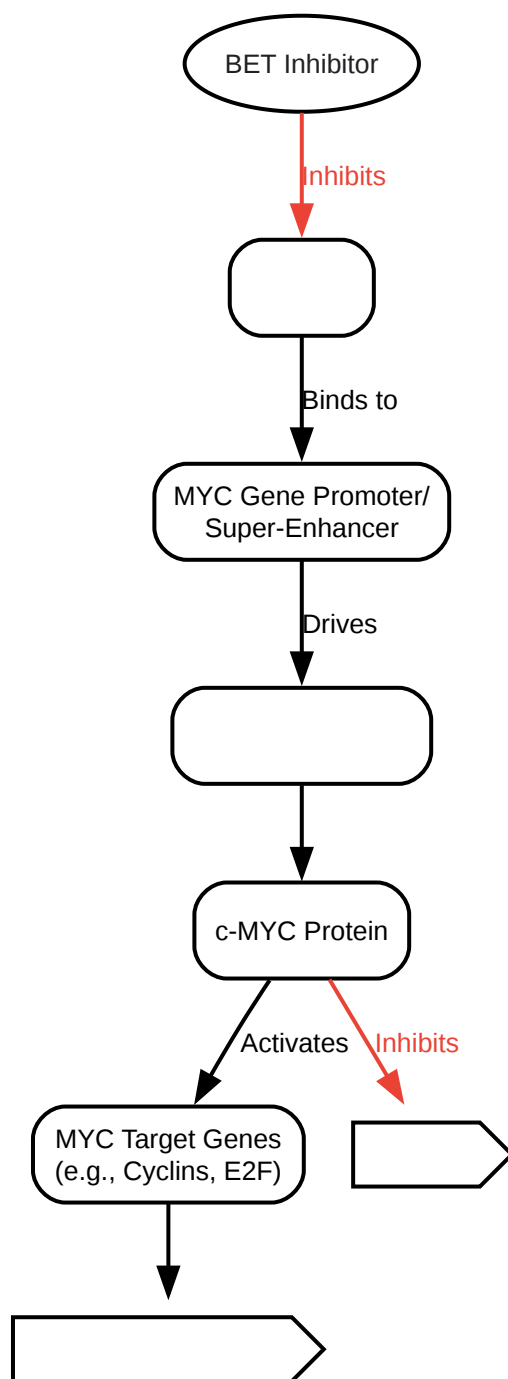 BET Inhibitor
Inhibits
Binds to
MYC Gene Promoter/
Super-Enhancer
Drives
c-MYC Protein
Activates
Inhibits
MYC Target Genes
(e.g., Cyclins, E2F)